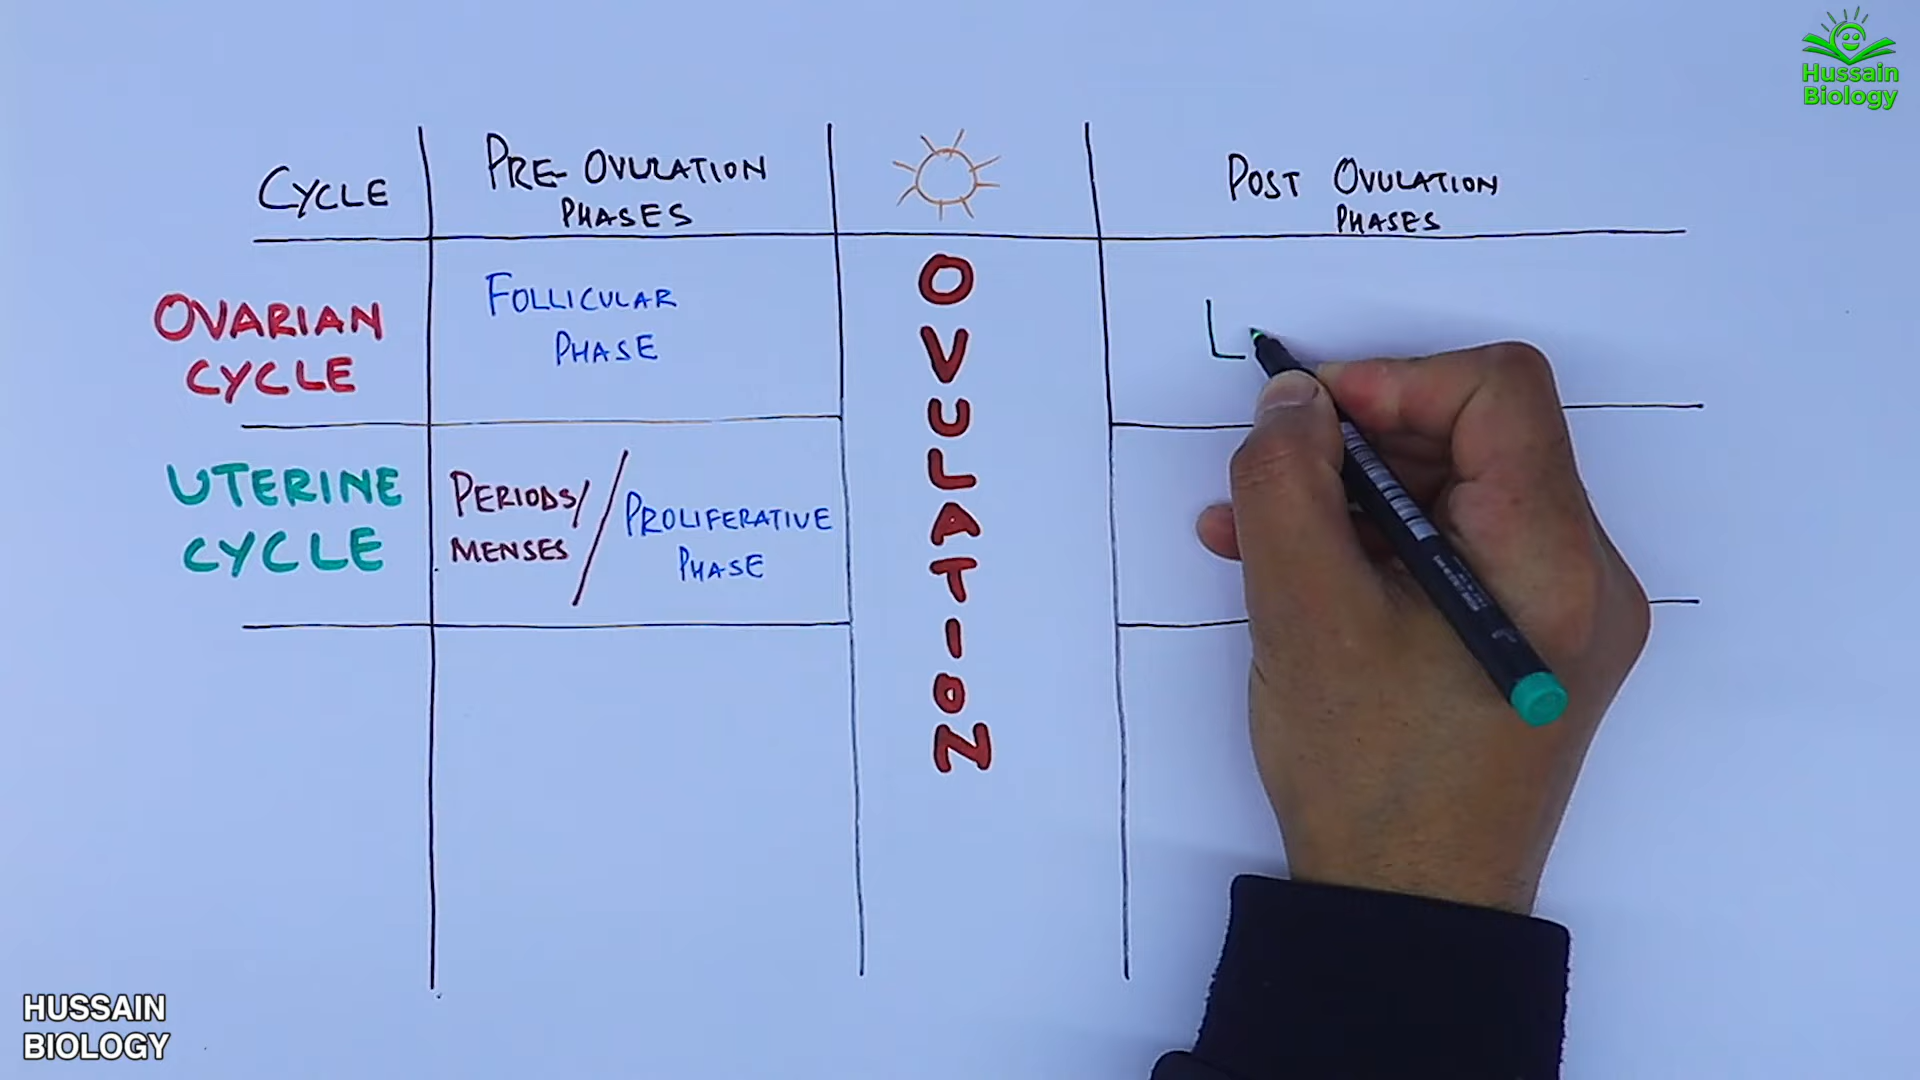 Hussain
Biology
CYCLE
PRE-OVULATION
PHASES
POST OVULATION
PHASES
OVARIAN
CYCLE
FOLLICULAR
PHASE
OVULATION
L
UTERINE
CYCLE
PERIODS/
MENSES
/
PROLIFERATIVE
PHASE
HUSSAIN
BIOLOGY